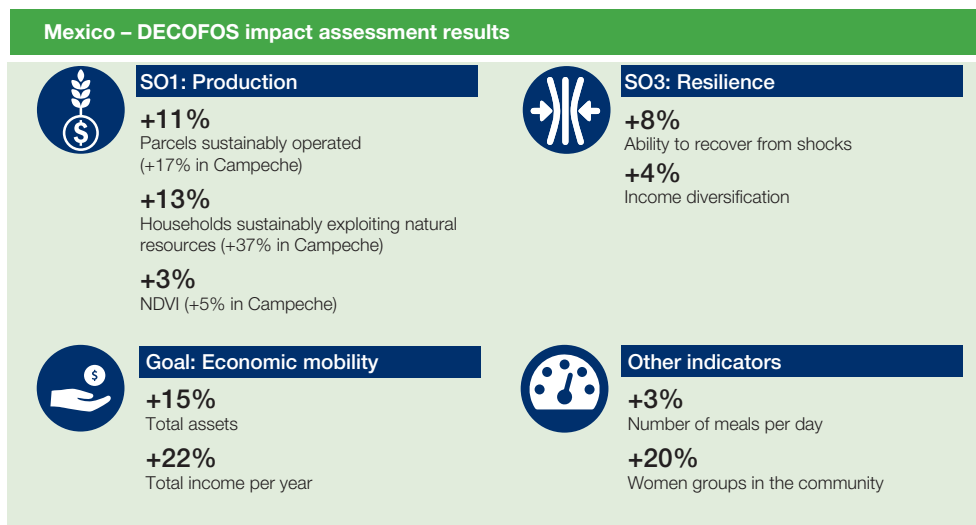 Mexico – DECOFOS impact assessment results
SO1: Production
+11%
Parcels sustainably operated
(+17% in Campeche)
+13%
Households sustainably exploiting natural
resources (+37% in Campeche)
+3%
NDVI (+5% in Campeche)
SO3: Resilience
+8%
Ability to recover from shocks
+4%
Income diversification
Goal: Economic mobility
+15%
Total assets
+22%
Total income per year
Other indicators
+3%
Number of meals per day
+20%
Women groups in the community